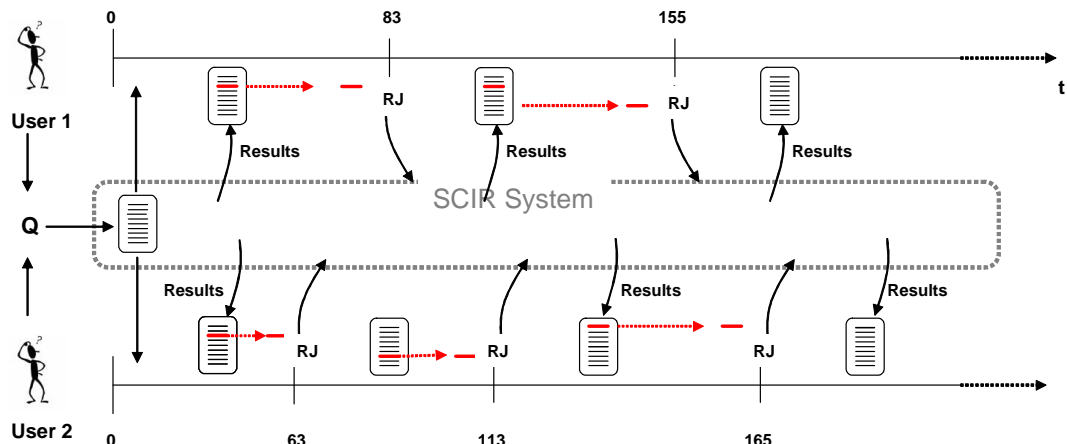 0 83 155
t
User 1
RJ
RJ
Results
Results
Results
SCIR System
Q
Results
Results
Results
RJ
RJ
RJ
User 2
0 63 113 165